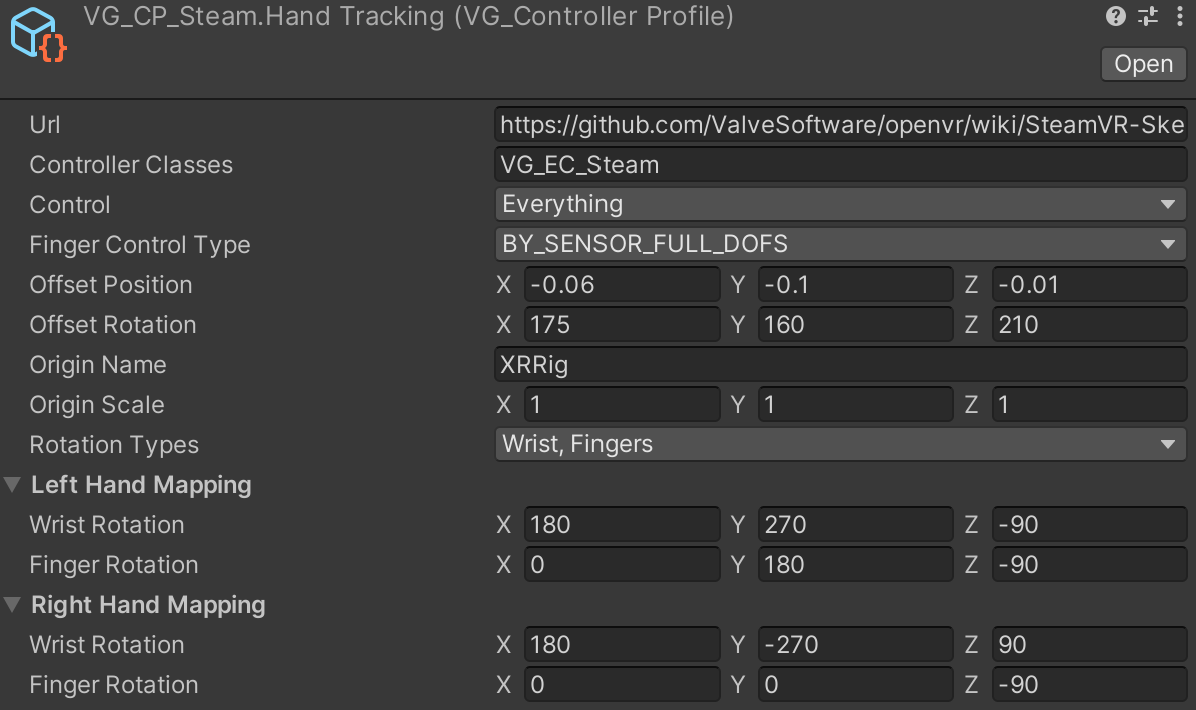 VG_CP_Steam.Hand Tracking (VG_Controller Profile)
Open
Url https://github.com/ValveSoftware/openvr/wiki/SteamVR-Ske
Controller Classes VG_EC_Steam
Control Everything
Finger Control Type BY_SENSOR_FULL_DOFS
Offset Position X -0.06 Y -0.1 Z -0.01
Offset Rotation X 175 Y 160 Z 210
Origin Name XRRig
Origin Scale X 1 Y 1 Z 1
Rotation Types Wrist, Fingers
Left Hand Mapping
Wrist Rotation X 180 Y 270 Z -90
Finger Rotation X 0 Y 180 Z -90
Right Hand Mapping
Wrist Rotation X 180 Y -270 Z 90
Finger Rotation X 0 Y 0 Z -90